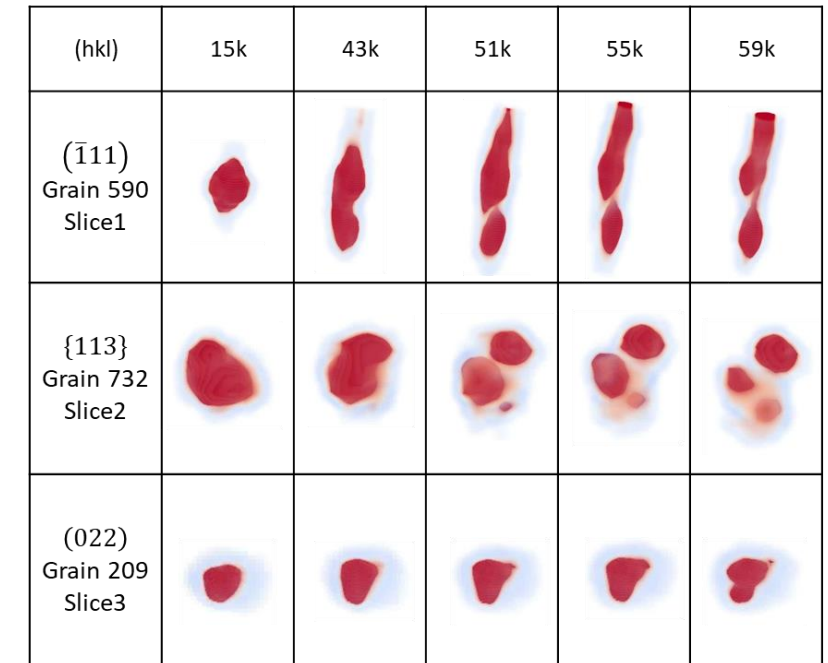 (hkl) 15k 43k 51k 55k 59k
(1̅11)
Grain 590
Slice1
{113}
Grain 732
Slice2
(022)
Grain 209
Slice3